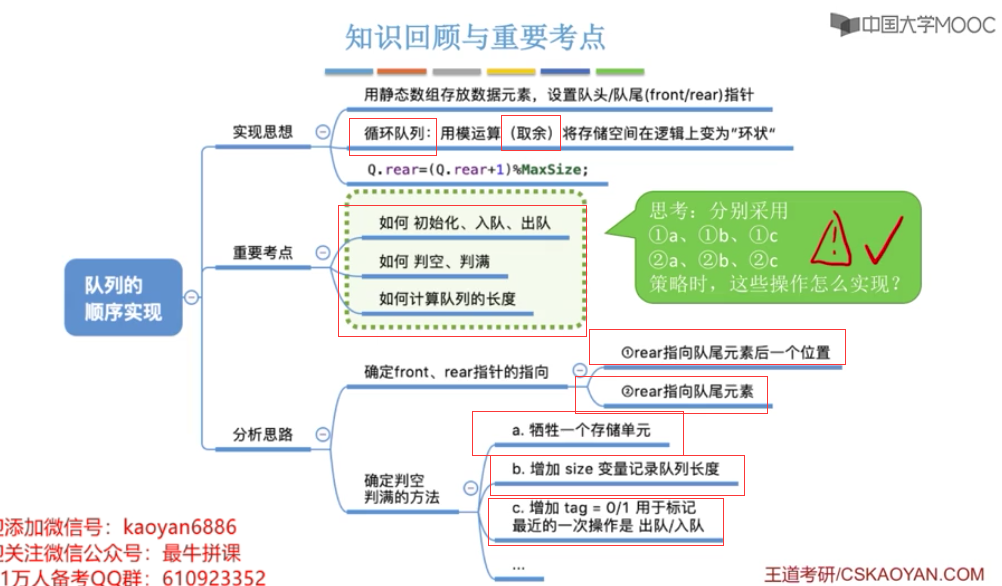 中国大学MOOC
知识回顾与重要考点
用静态数组存放数据元素，设置队头/队尾(front/rear)指针
实现思想
循环队列：用模运算（取余）将存储空间在逻辑上变为"环状"
Q.rear=(Q.rear+1)%MaxSize;
如何 初始化、入队、出队
重要考点
如何 判空、判满
如何计算队列的长度
思考：分别采用
①a、①b、①c
②a、②b、②c
策略时，这些操作怎么实现？
队列的
顺序实现
①rear指向队尾元素后一个位置
确定front、rear指针的指向
②rear指向队尾元素
分析思路
a. 牺牲一个存储单元
b. 增加 size 变量记录队列长度
确定判空
判满的方法
c. 增加 tag = 0/1 用于标记
最近的一次操作是 出队/入队
...
添加微信号：kaoyan6886
关注微信公众号：最牛拼课
1万人备考QQ群：610923352
王道考研/CSKAOYAN.COM